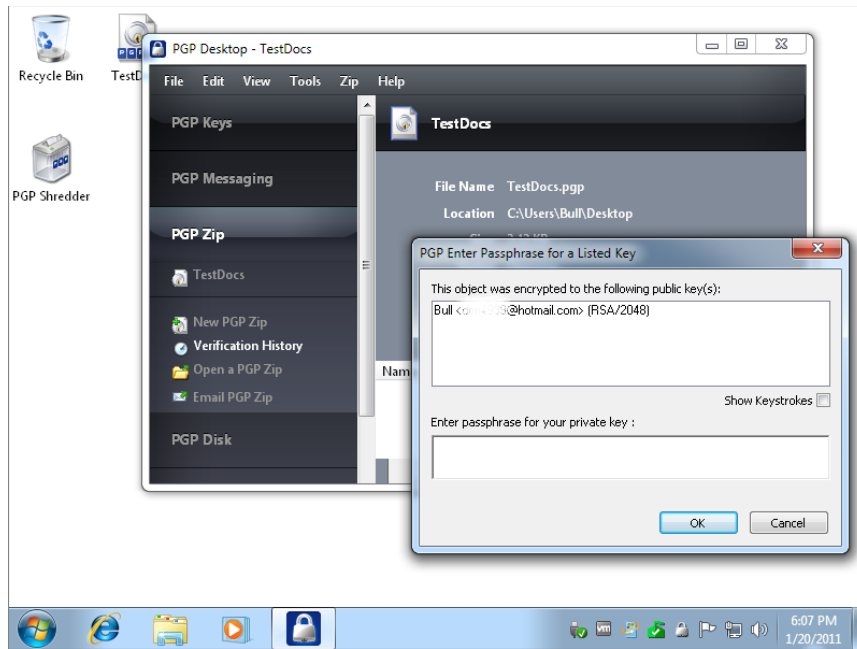 Recycle Bin
PGP
TestD
PGP Shredder
PGP Desktop - TestDocs
File Edit View Tools Zip Help
PGP Keys
PGP Messaging
PGP Zip
TestDocs
New PGP Zip
Verification History
Open a PGP Zip
Email PGP Zip
PGP Disk
TestDocs
File Name TestDocs.pgp
Location C:\Users\Bull\Desktop
Nam
PGP Enter Passphrase for a Listed Key
This object was encrypted to the following public key(s):
Bull @hotmail.com> (RSA/2048)
Show Keystrokes
Enter passphrase for your private key :
OK Cancel
vm
6:07 PM
1/20/2011